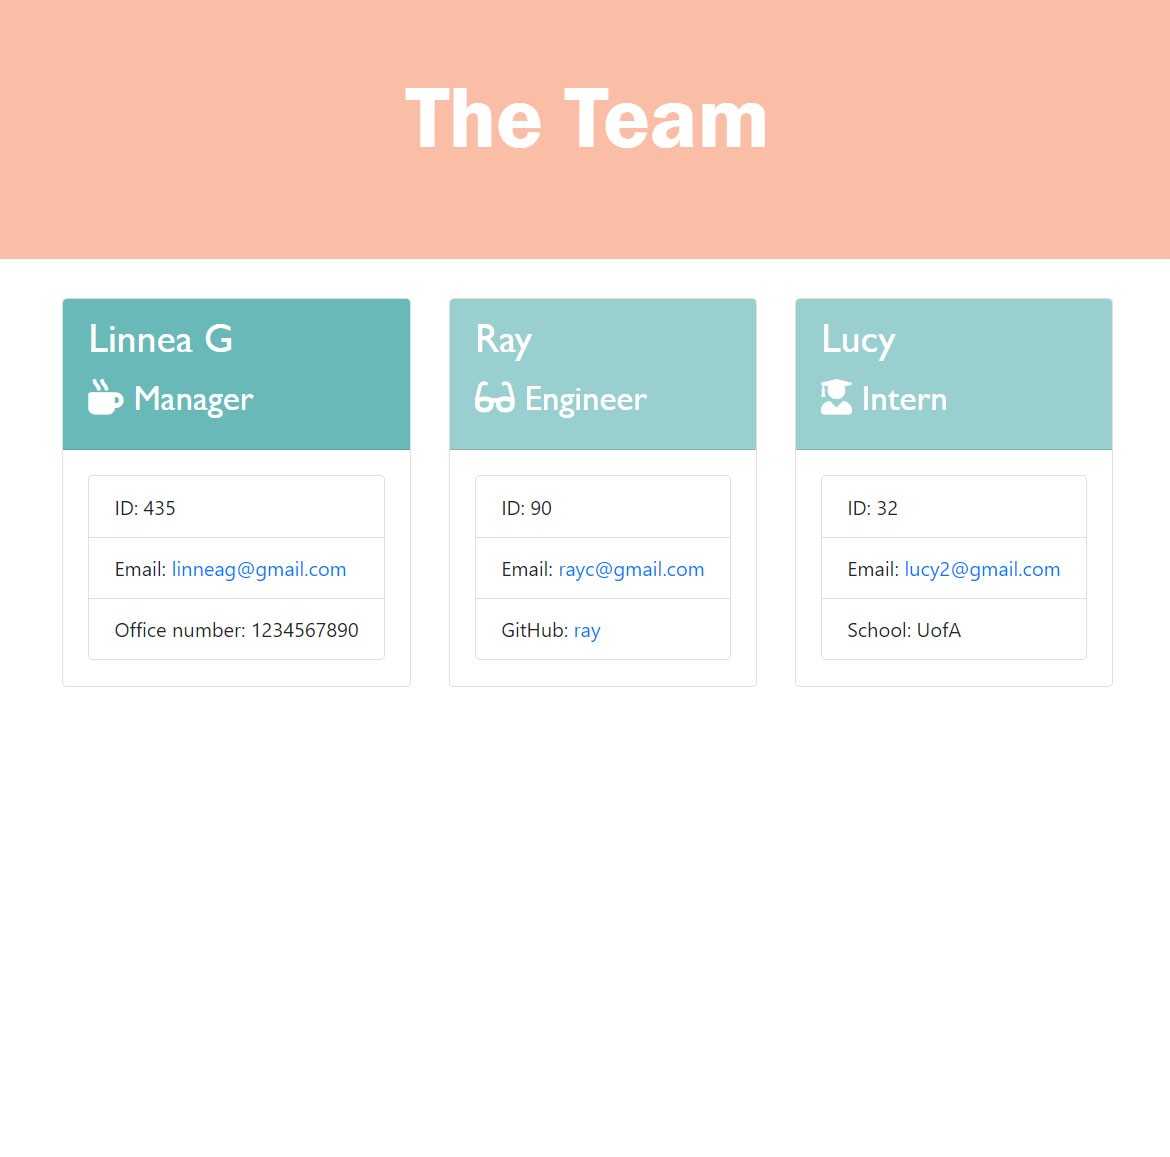 The Team
Linnea G
Manager
ID: 435
Email: linneag@gmail.com
Office number: 1234567890
Ray
Engineer
ID: 90
Email: rayc@gmail.com
GitHub: ray
Lucy
Intern
ID: 32
Email: lucy2@gmail.com
School: UofA